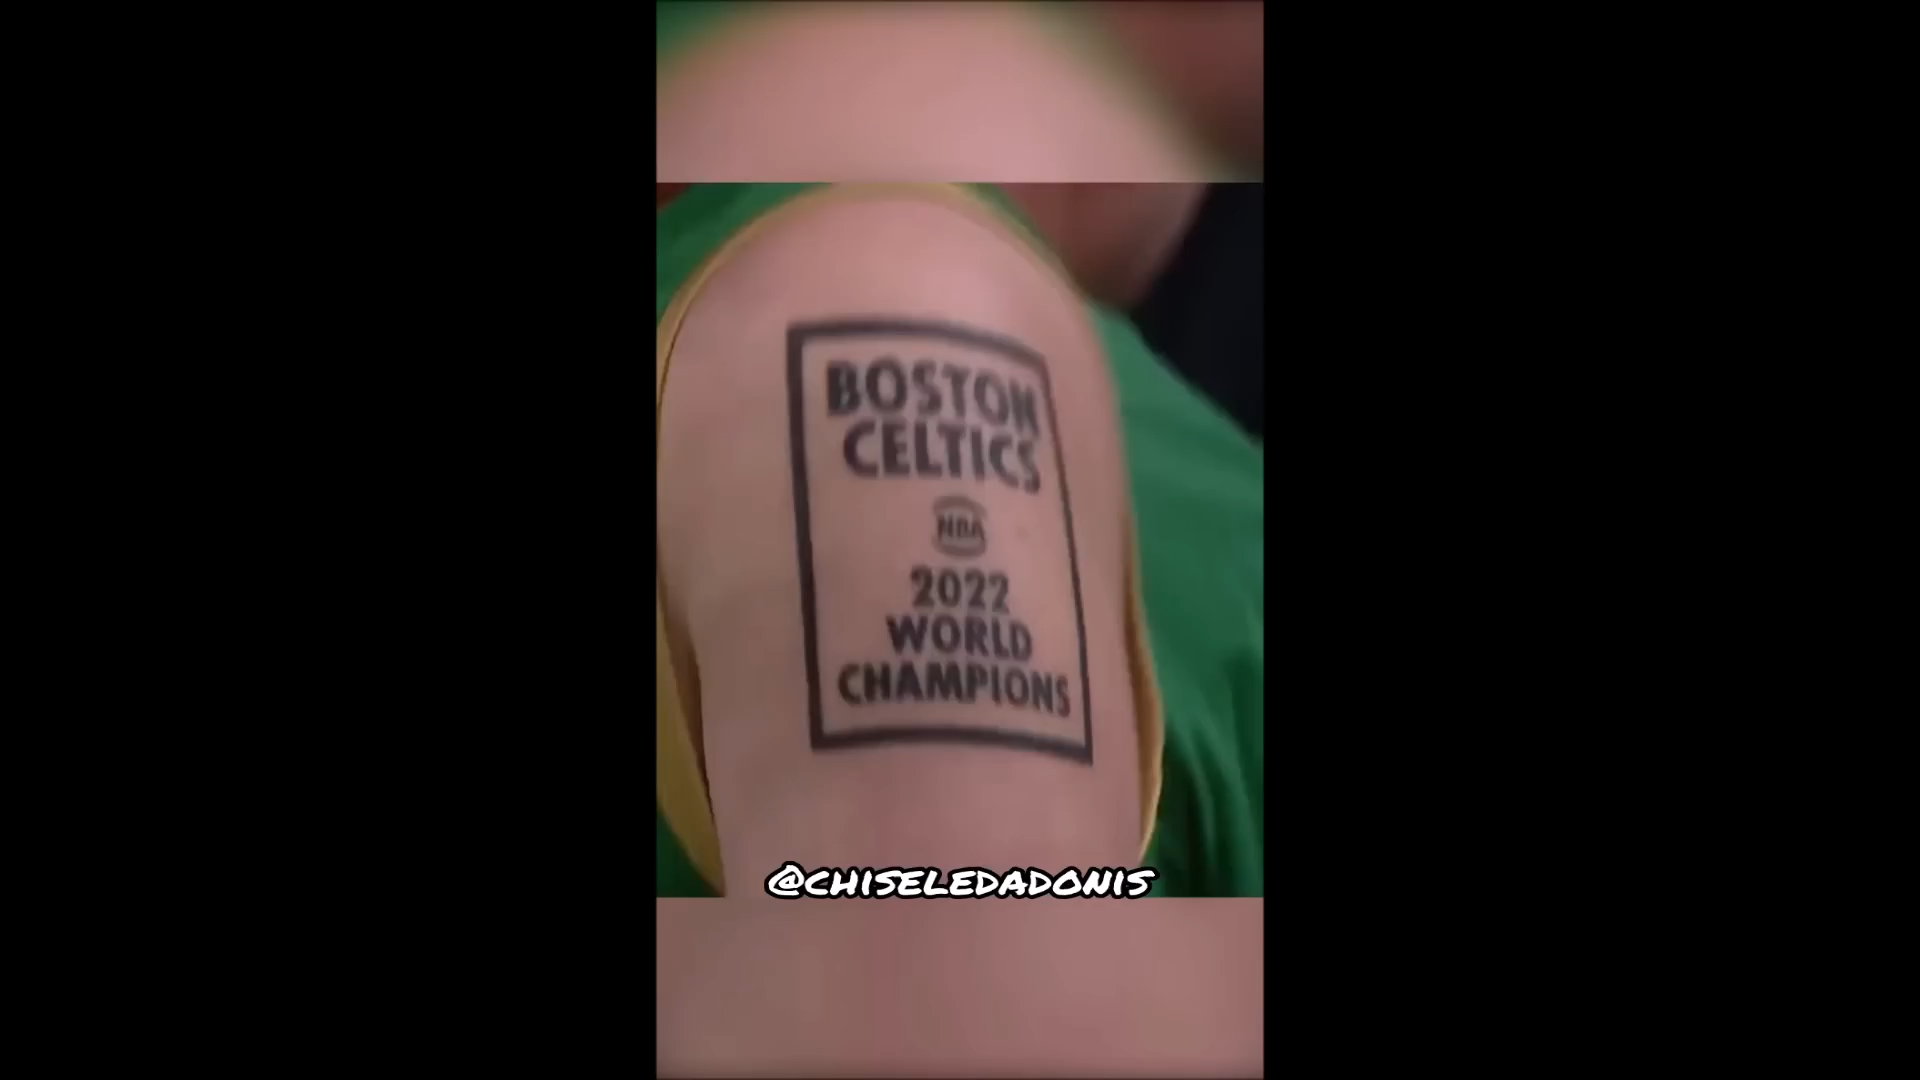 BOSTON
CELTICS
NBA
2022
WORLD
CHAMPIONS
@CHISELEDADONIS